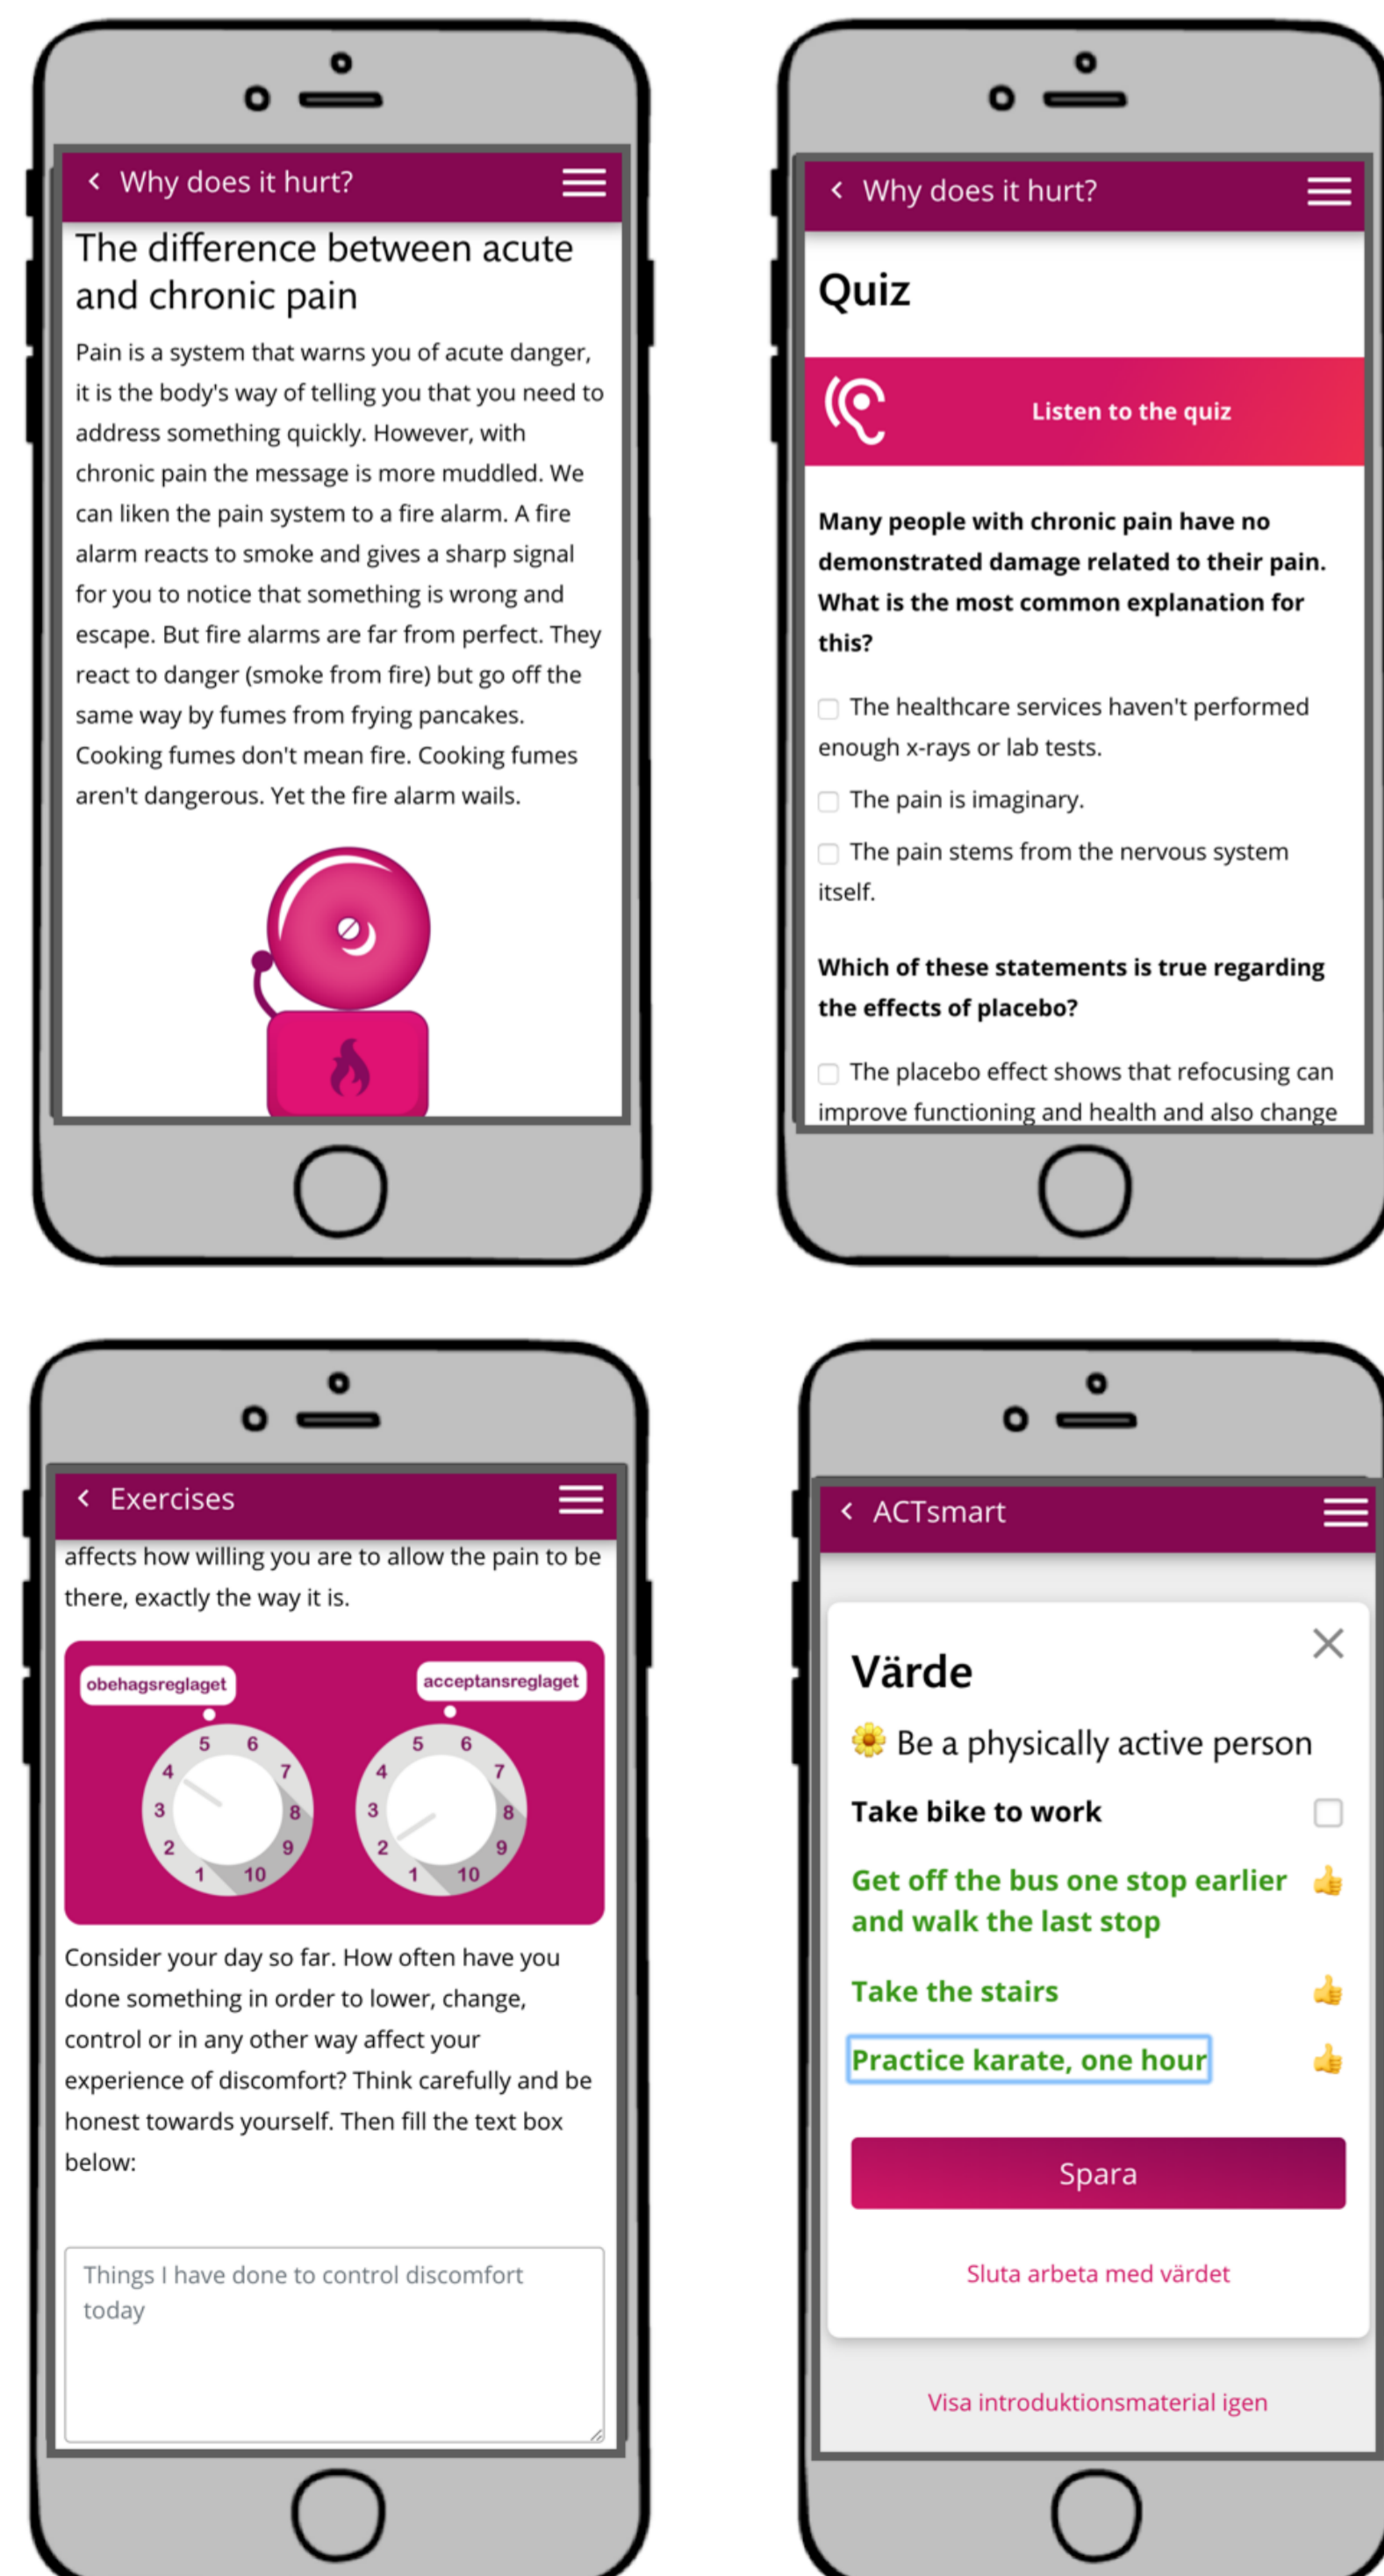 Why does it hurt?
The difference between acute
and chronic pain
Pain is a system that warns you of acute danger,
it is the body's way of telling you that you need to
address something quickly. However, with
chronic pain the message is more muddled. We
can liken the pain system to a fire alarm. A fire
alarm reacts to smoke and gives a sharp signal
for you to notice that something is wrong and
escape. But fire alarms are far from perfect. They
react to danger (smoke from fire) but go off the
same way by fumes from frying pancakes.
Cooking fumes don't mean fire. Cooking fumes
aren't dangerous. Yet the fire alarm wails.
Why does it hurt?
Quiz
Listen to the quiz
Many people with chronic pain have no
demonstrated damage related to their pain.
What is the most common explanation for
this?
The healthcare services haven't performed
enough x-rays or lab tests.
The pain is imaginary.
The pain stems from the nervous system
itself.
Which of these statements is true regarding
the effects of placebo?
The placebo effect shows that refocusing can
improve functioning and health and also change
Exercises
affects how willing you are to allow the pain to be
there, exactly the way it is.
obehagsreglaget
acceptansreglaget
1 2 3 4 5 6 7 8 9 10
1 2 3 4 5 6 7 8 9 10
Consider your day so far. How often have you
done something in order to lower, change,
control or in any other way affect your
experience of discomfort? Think carefully and be
honest towards yourself. Then fill the text box
below:
Things I have done to control discomfort
today
ACTsmart
Värde
Be a physically active person
Take bike to work
Get off the bus one stop earlier
and walk the last stop
Take the stairs
Practice karate, one hour
Spara
Sluta arbeta med värdet
Visa introduktionsmaterial igen